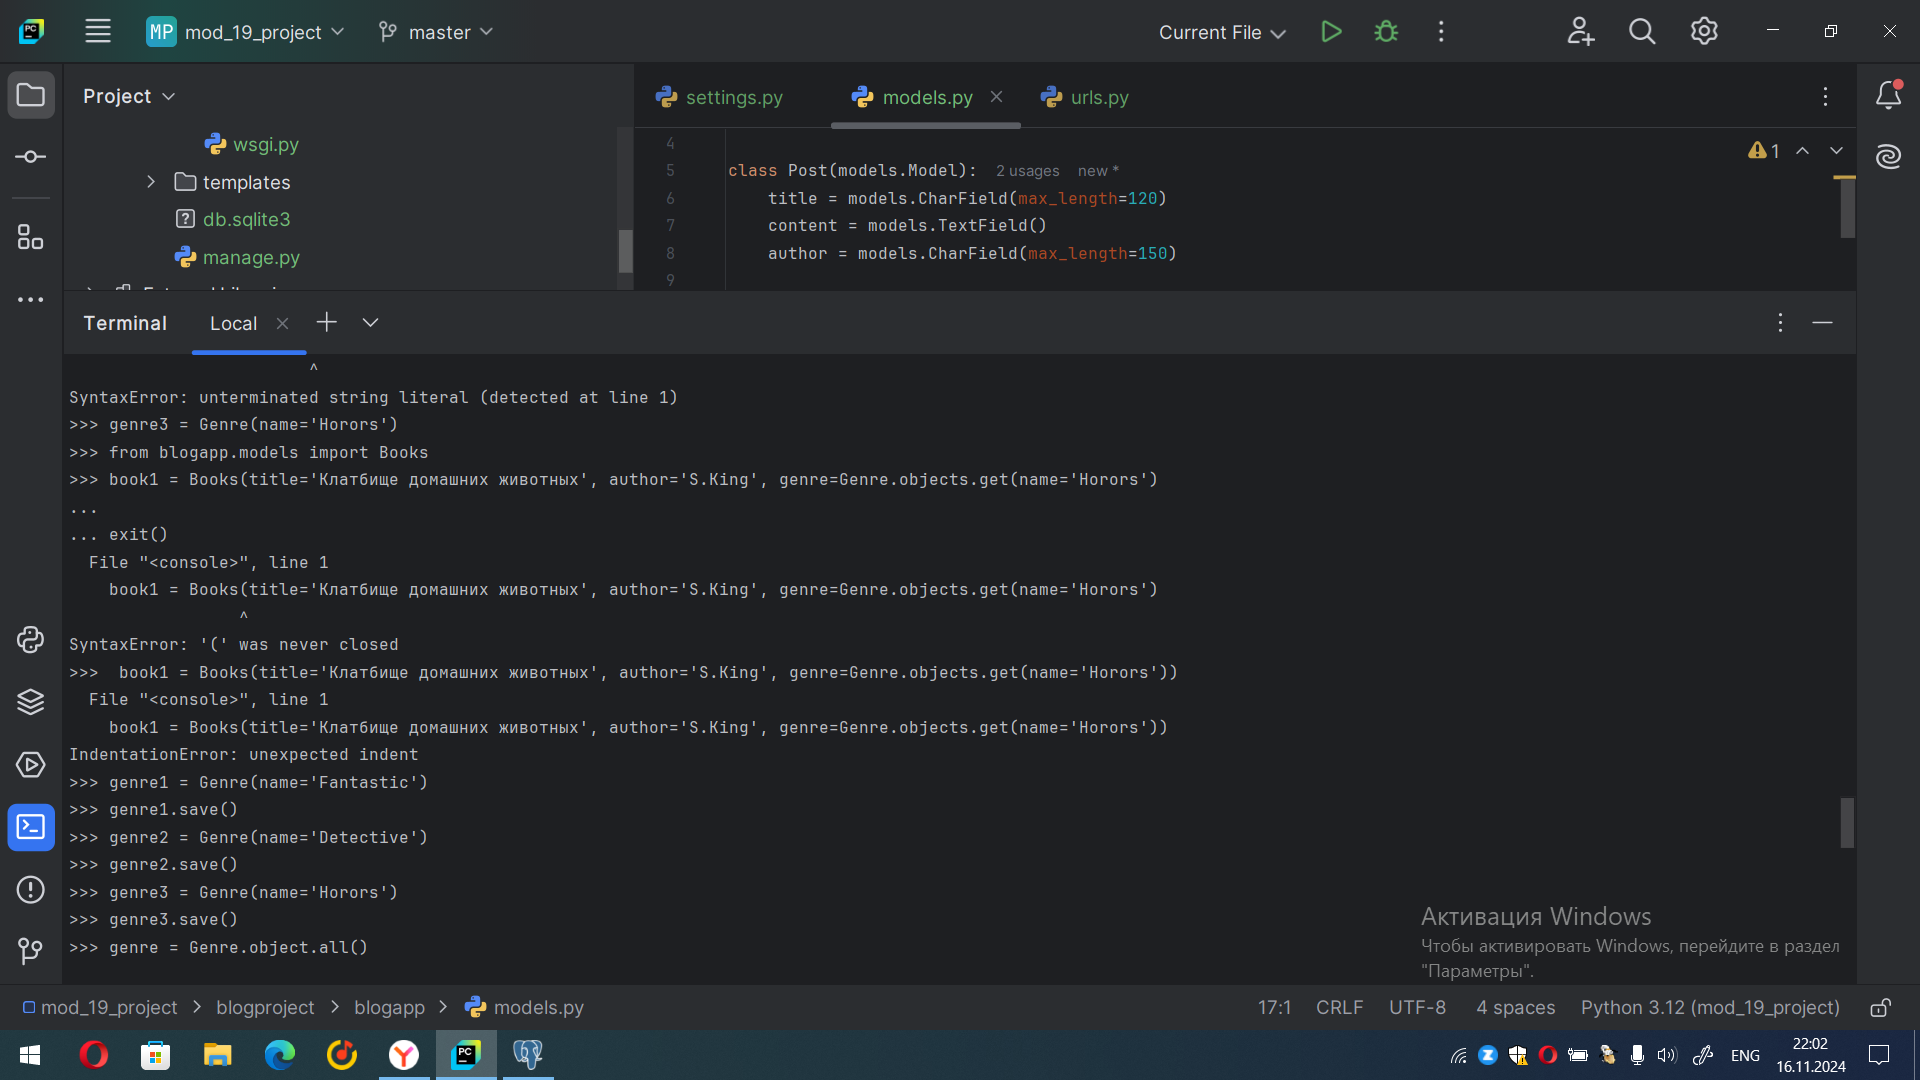 PC
MP mod_19_project
master
Current File
Project
settings.py
models.py
urls.py
wsgi.py
templates
db.sqlite3
manage.py
4
5 class Post(models.Model): 2 usages new *
6 title = models.CharField(max_length=120)
7 content = models.TextField()
8 author = models.CharField(max_length=150)
9
1
Terminal
Local
^
SyntaxError: unterminated string literal (detected at line 1)
>>> genre3 = Genre(name='Horors')
>>> from blogapp.models import Books
>>> book1 = Books(title='Клатбище домашних животных', author='S.King', genre=Genre.objects.get(name='Horors')
...
... exit()
File "<console>", line 1
book1 = Books(title='Клатбище домашних животных', author='S.King', genre=Genre.objects.get(name='Horors')
^
SyntaxError: '(' was never closed
>>>  book1 = Books(title='Клатбище домашних животных', author='S.King', genre=Genre.objects.get(name='Horors'))
File "<console>", line 1
book1 = Books(title='Клатбище домашних животных', author='S.King', genre=Genre.objects.get(name='Horors'))
IndentationError: unexpected indent
>>> genre1 = Genre(name='Fantastic')
>>> genre1.save()
>>> genre2 = Genre(name='Detective')
>>> genre2.save()
>>> genre3 = Genre(name='Horors')
>>> genre3.save()
>>> genre = Genre.object.all()
Активация Windows
Чтобы активировать Windows, перейдите в раздел
"Параметры".
mod_19_project > blogproject > blogapp > models.py
17:1 CRLF UTF-8 4 spaces Python 3.12 (mod_19_project)
ENG
22:02
16.11.2024